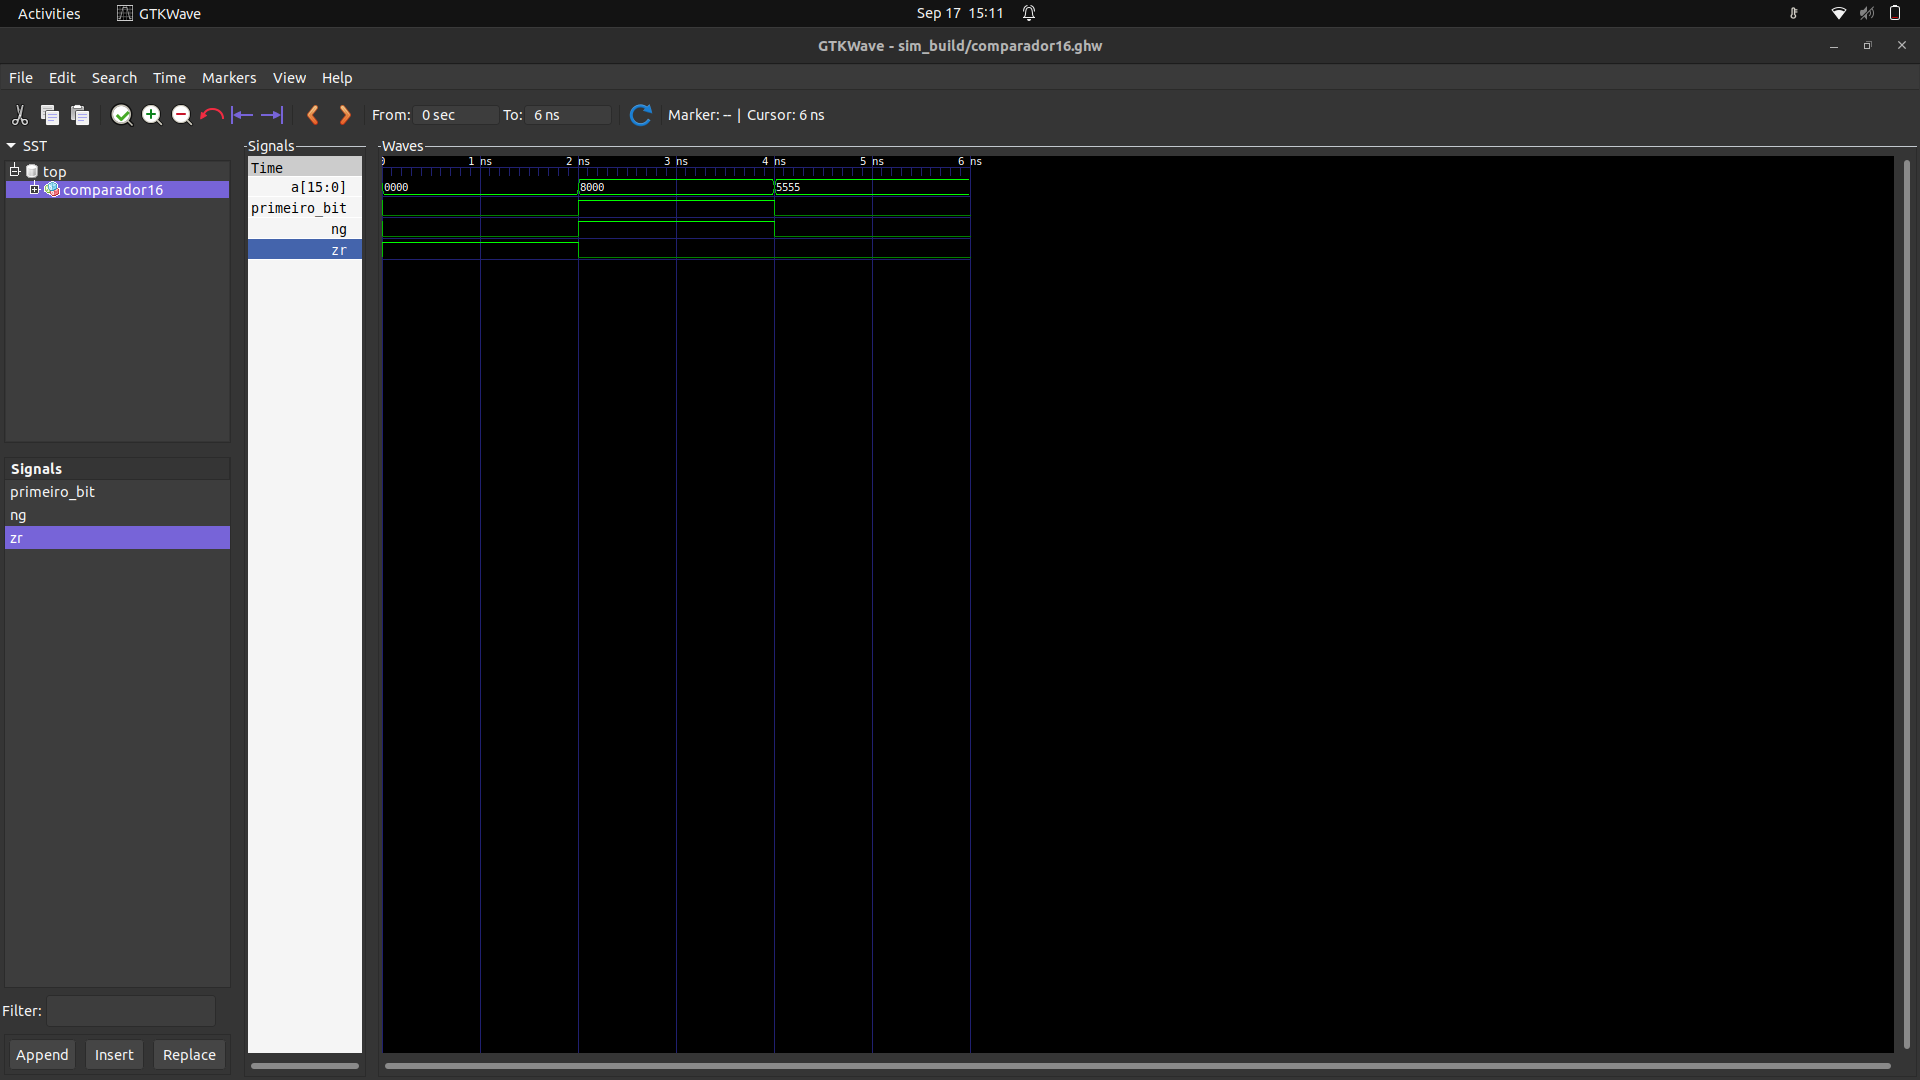 Activities GTKWave Sep 17 15:11
GTKWave - sim_build/comparador16.ghw
File Edit Search Time Markers View Help
From: 0 sec To: 6 ns Marker: -- | Cursor: 6 ns
SST
top
comparador16
Signals
primeiro_bit
ng
zr
Filter:
Append Insert Replace
Signals
Time
a[15:0]
primeiro_bit
ng
zr
Waves
0 1 ns 2 ns 3 ns 4 ns 5 ns 6 ns
0000 8000 5555